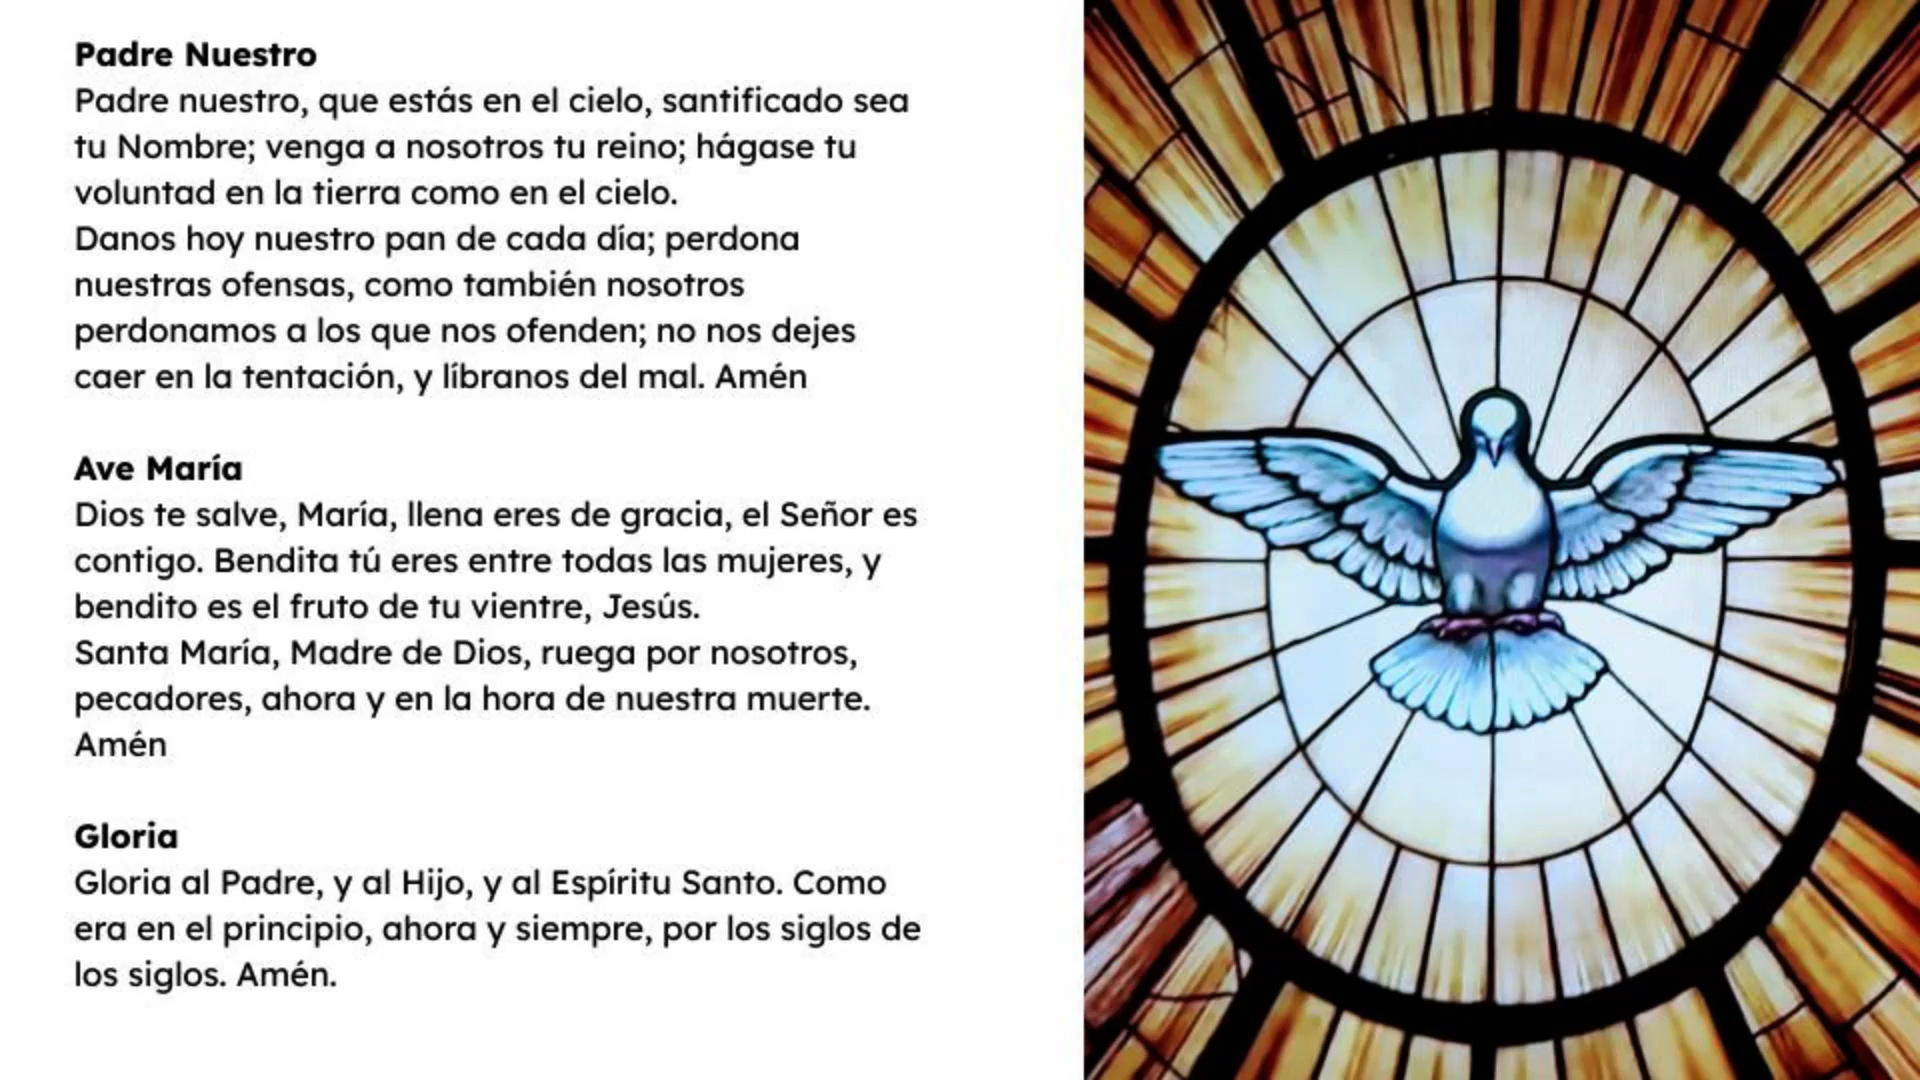 Padre Nuestro
Padre nuestro, que estás en el cielo, santificado sea
tu Nombre; venga a nosotros tu reino; hágase tu
voluntad en la tierra como en el cielo.
Danos hoy nuestro pan de cada día; perdona
nuestras ofensas, como también nosotros
perdonamos a los que nos ofenden; no nos dejes
caer en la tentación, y líbranos del mal. Amén
Ave María
Dios te salve, María, llena eres de gracia, el Señor es
contigo. Bendita tú eres entre todas las mujeres, y
bendito es el fruto de tu vientre, Jesús.
Santa María, Madre de Dios, ruega por nosotros,
pecadores, ahora y en la hora de nuestra muerte.
Amén
Gloria
Gloria al Padre, y al Hijo, y al Espíritu Santo. Como
era en el principio, ahora y siempre, por los siglos de
los siglos. Amén.